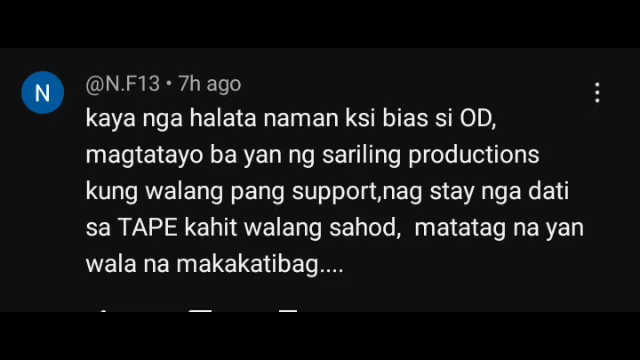 N
@N.F13 • 7h ago
kaya nga halata naman ksi bias si OD,
magtatayo ba yan ng sariling productions
kung walang pang support,nag stay nga dati
sa TAPE kahit walang sahod, matatag na yan
wala na makakatibag....